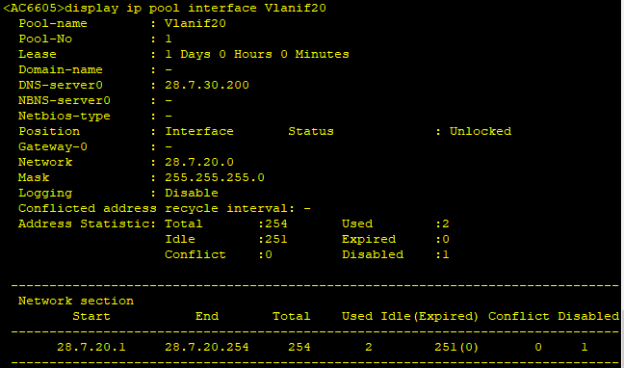 <AC6605>display ip pool interface Vlanif20
Pool-name : Vlanif20
Pool-No : 1
Lease : 1 Days 0 Hours 0 Minutes
Domain-name : -
DNS-server0 : 28.7.30.200
NBNS-server0 : -
Netbios-type : -
Position : Interface Status : Unlocked
Gateway-0 : -
Network : 28.7.20.0
Mask : 255.255.255.0
Logging : Disable
Conflicted address recycle interval: -
Address Statistic: Total :254 Used :2
Idle :251 Expired :0
Conflict :0 Disabled :1
-------------------------------------------------------------------------------
Network section
Start End Total Used Idle(Expired) Conflict Disabled
-------------------------------------------------------------------------------
28.7.20.1 28.7.20.254 254 2 251(0) 0 1
-------------------------------------------------------------------------------